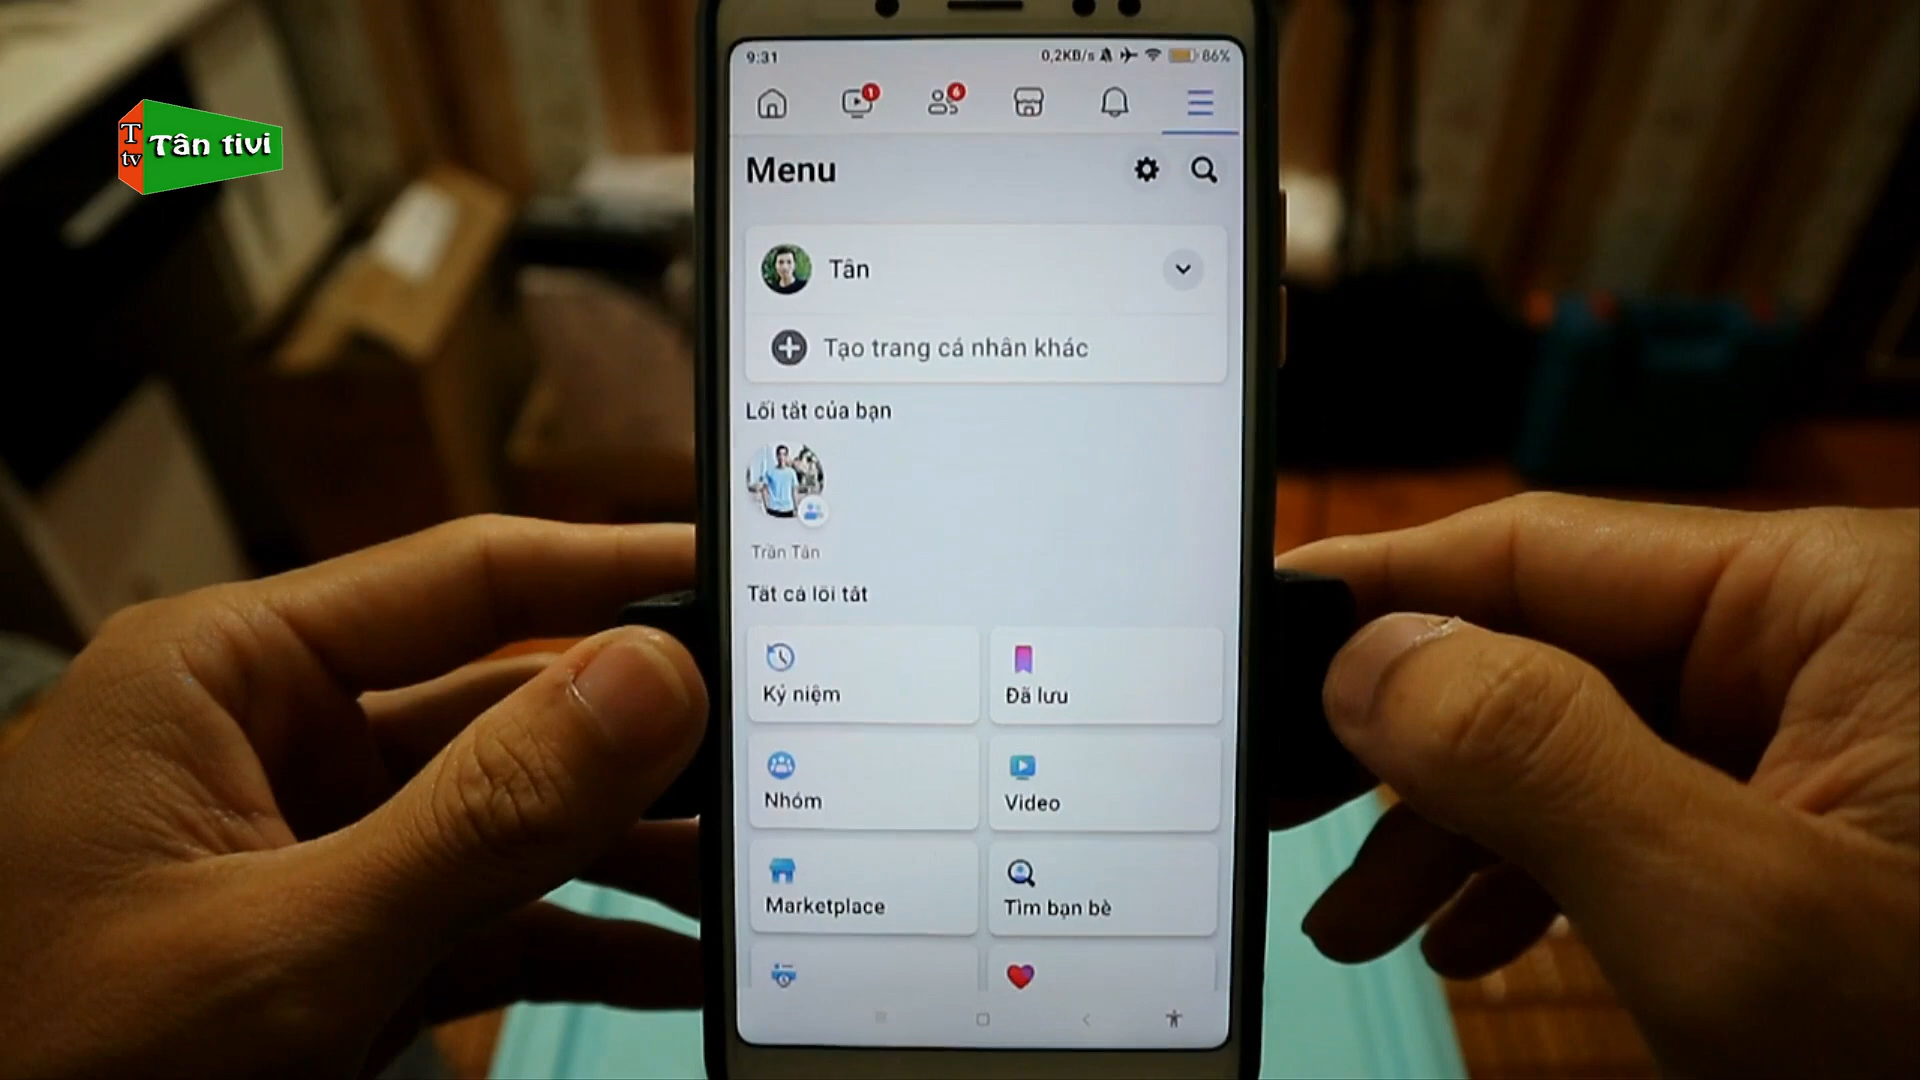 T
tv
Tân tivi
9:31
0,2KB/s
86%
1
6
Menu
Tân
Tạo trang cá nhân khác
Lối tắt của bạn
Trần Tân
Tất cả lối tắt
Kỷ niệm
Đã lưu
Nhóm
Video
Marketplace
Tìm bạn bè